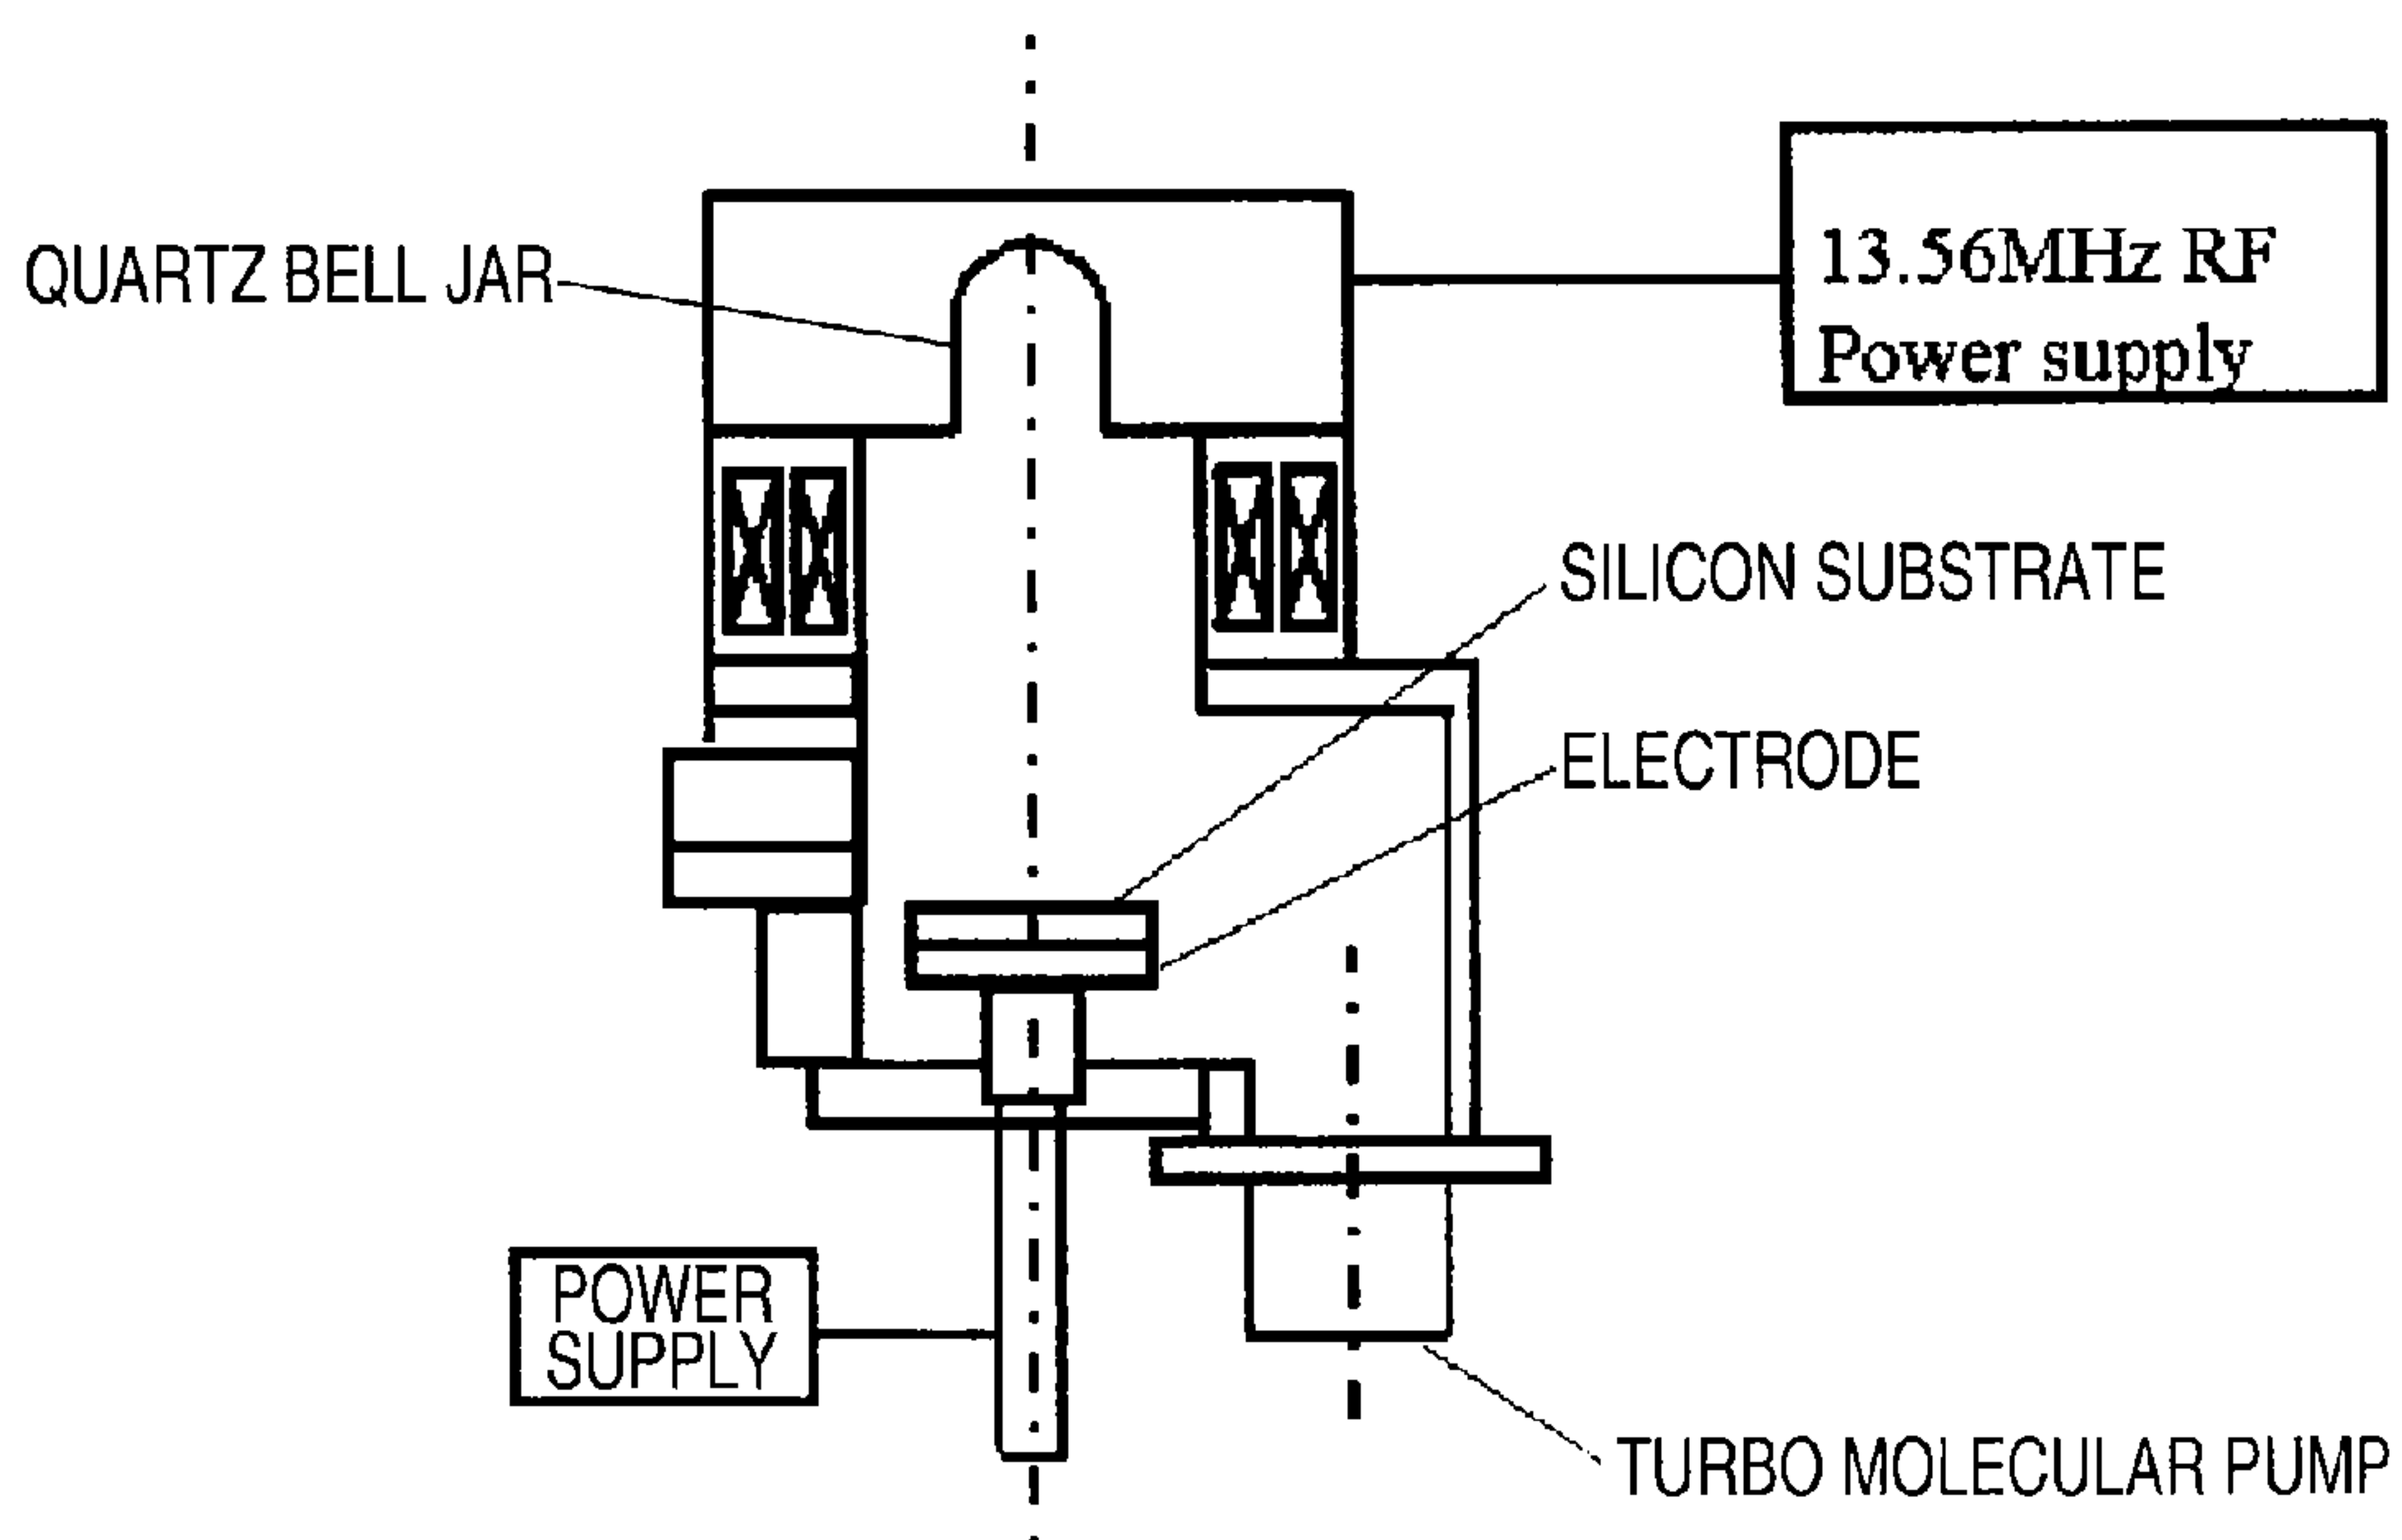 QUARTZ BELL JAR
13.56MHz RF
Power supply
SILICON SUBSTRATE
ELECTRODE
POWER
SUPPLY
TURBO MOLECULAR PUMP